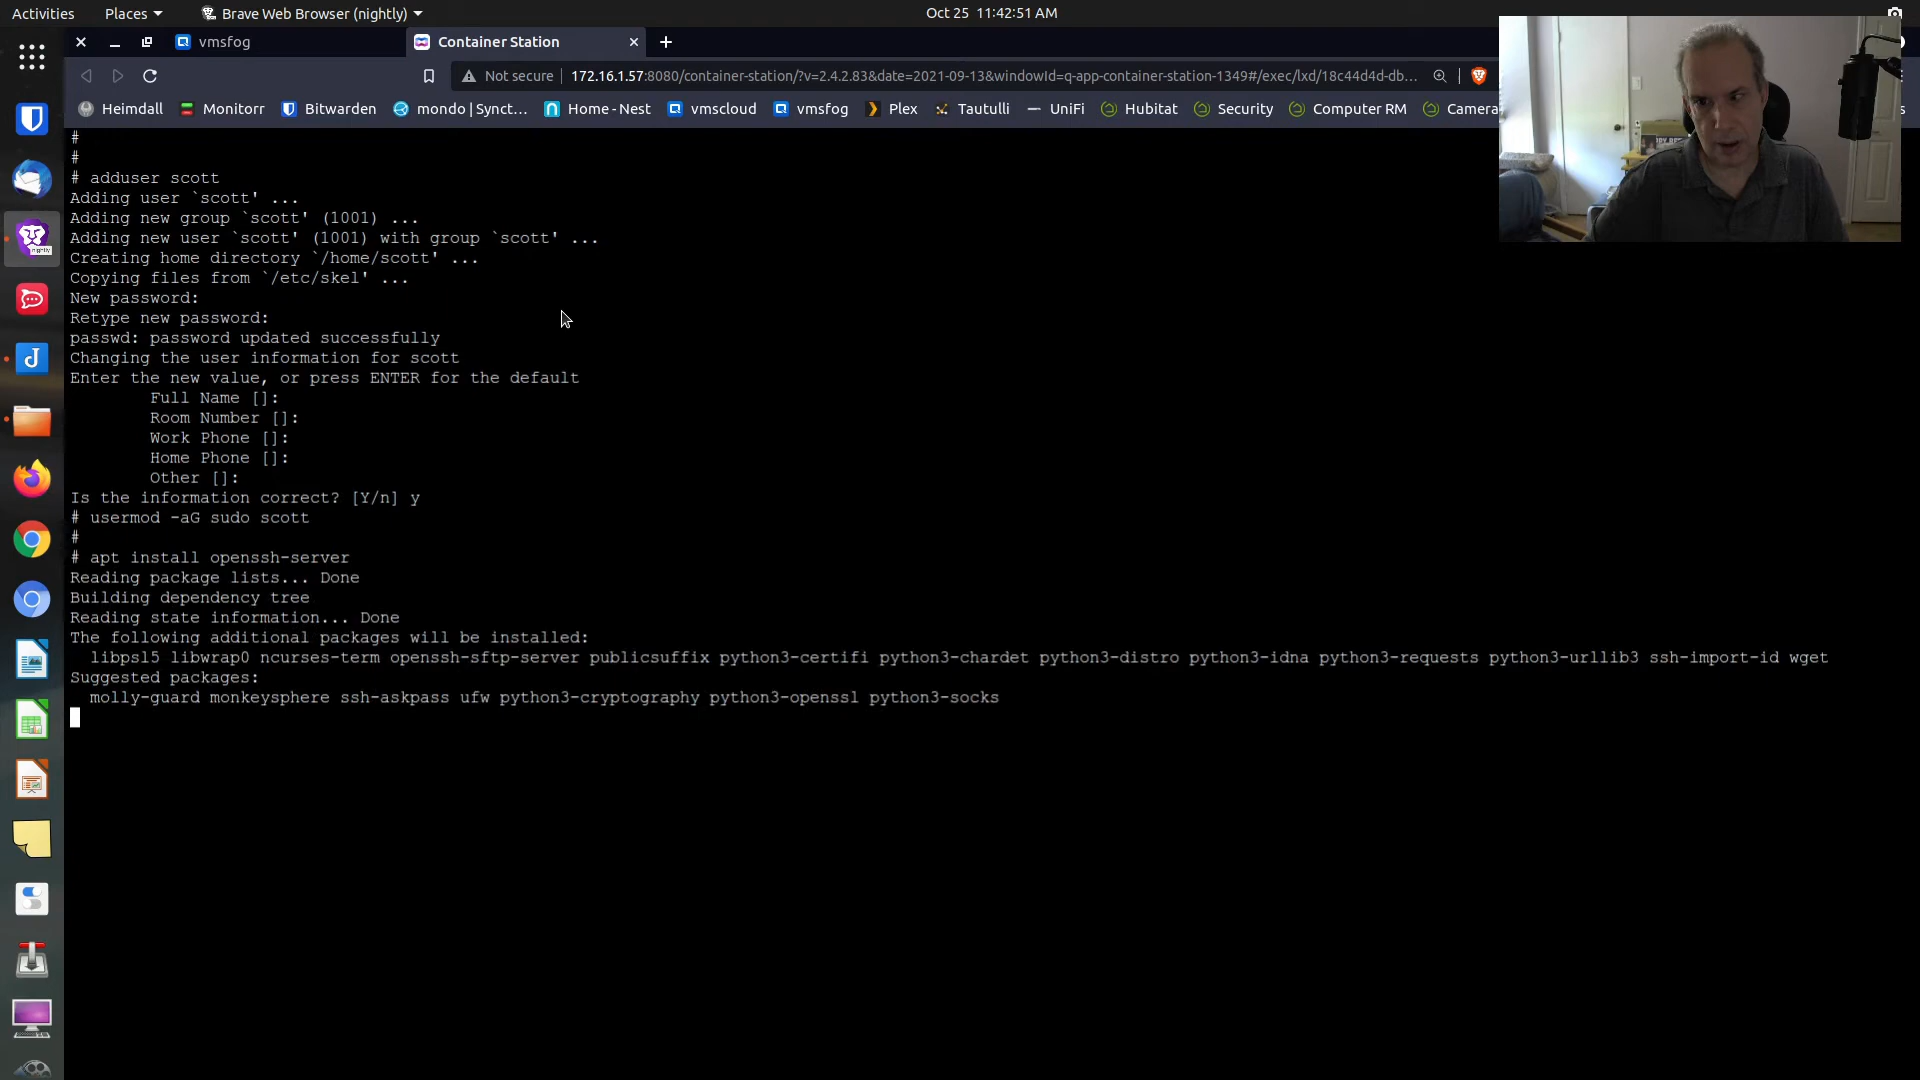 Activities Places Brave Web Browser (nightly) Oct 25 11:42:51 AM
vmsfog Container Station
Not secure 172.16.1.57:8080/container-station/?v=2.4.2.83&date=2021-09-13&windowId=q-app-container-station-1349#/exec/lxd/18c44d4d-db...
Heimdall Monitorr Bitwarden mondo | Synct... Home - Nest vmscloud vmsfog Plex Tautulli UniFi Hubitat Security Computer RM Camera
#
#
# adduser scott
Adding user `scott' ...
Adding new group `scott' (1001) ...
Adding new user `scott' (1001) with group `scott' ...
Creating home directory `/home/scott' ...
Copying files from `/etc/skel' ...
New password:
Retype new password:
passwd: password updated successfully
Changing the user information for scott
Enter the new value, or press ENTER for the default
Full Name []:
Room Number []:
Work Phone []:
Home Phone []:
Other []:
Is the information correct? [Y/n] y
# usermod -aG sudo scott
#
# apt install openssh-server
Reading package lists... Done
Building dependency tree
Reading state information... Done
The following additional packages will be installed:
libpsl5 libwrap0 ncurses-term openssh-sftp-server publicsuffix python3-certifi python3-chardet python3-distro python3-idna python3-requests python3-urllib3 ssh-import-id wget
Suggested packages:
molly-guard monkeysphere ssh-askpass ufw python3-cryptography python3-openssl python3-socks